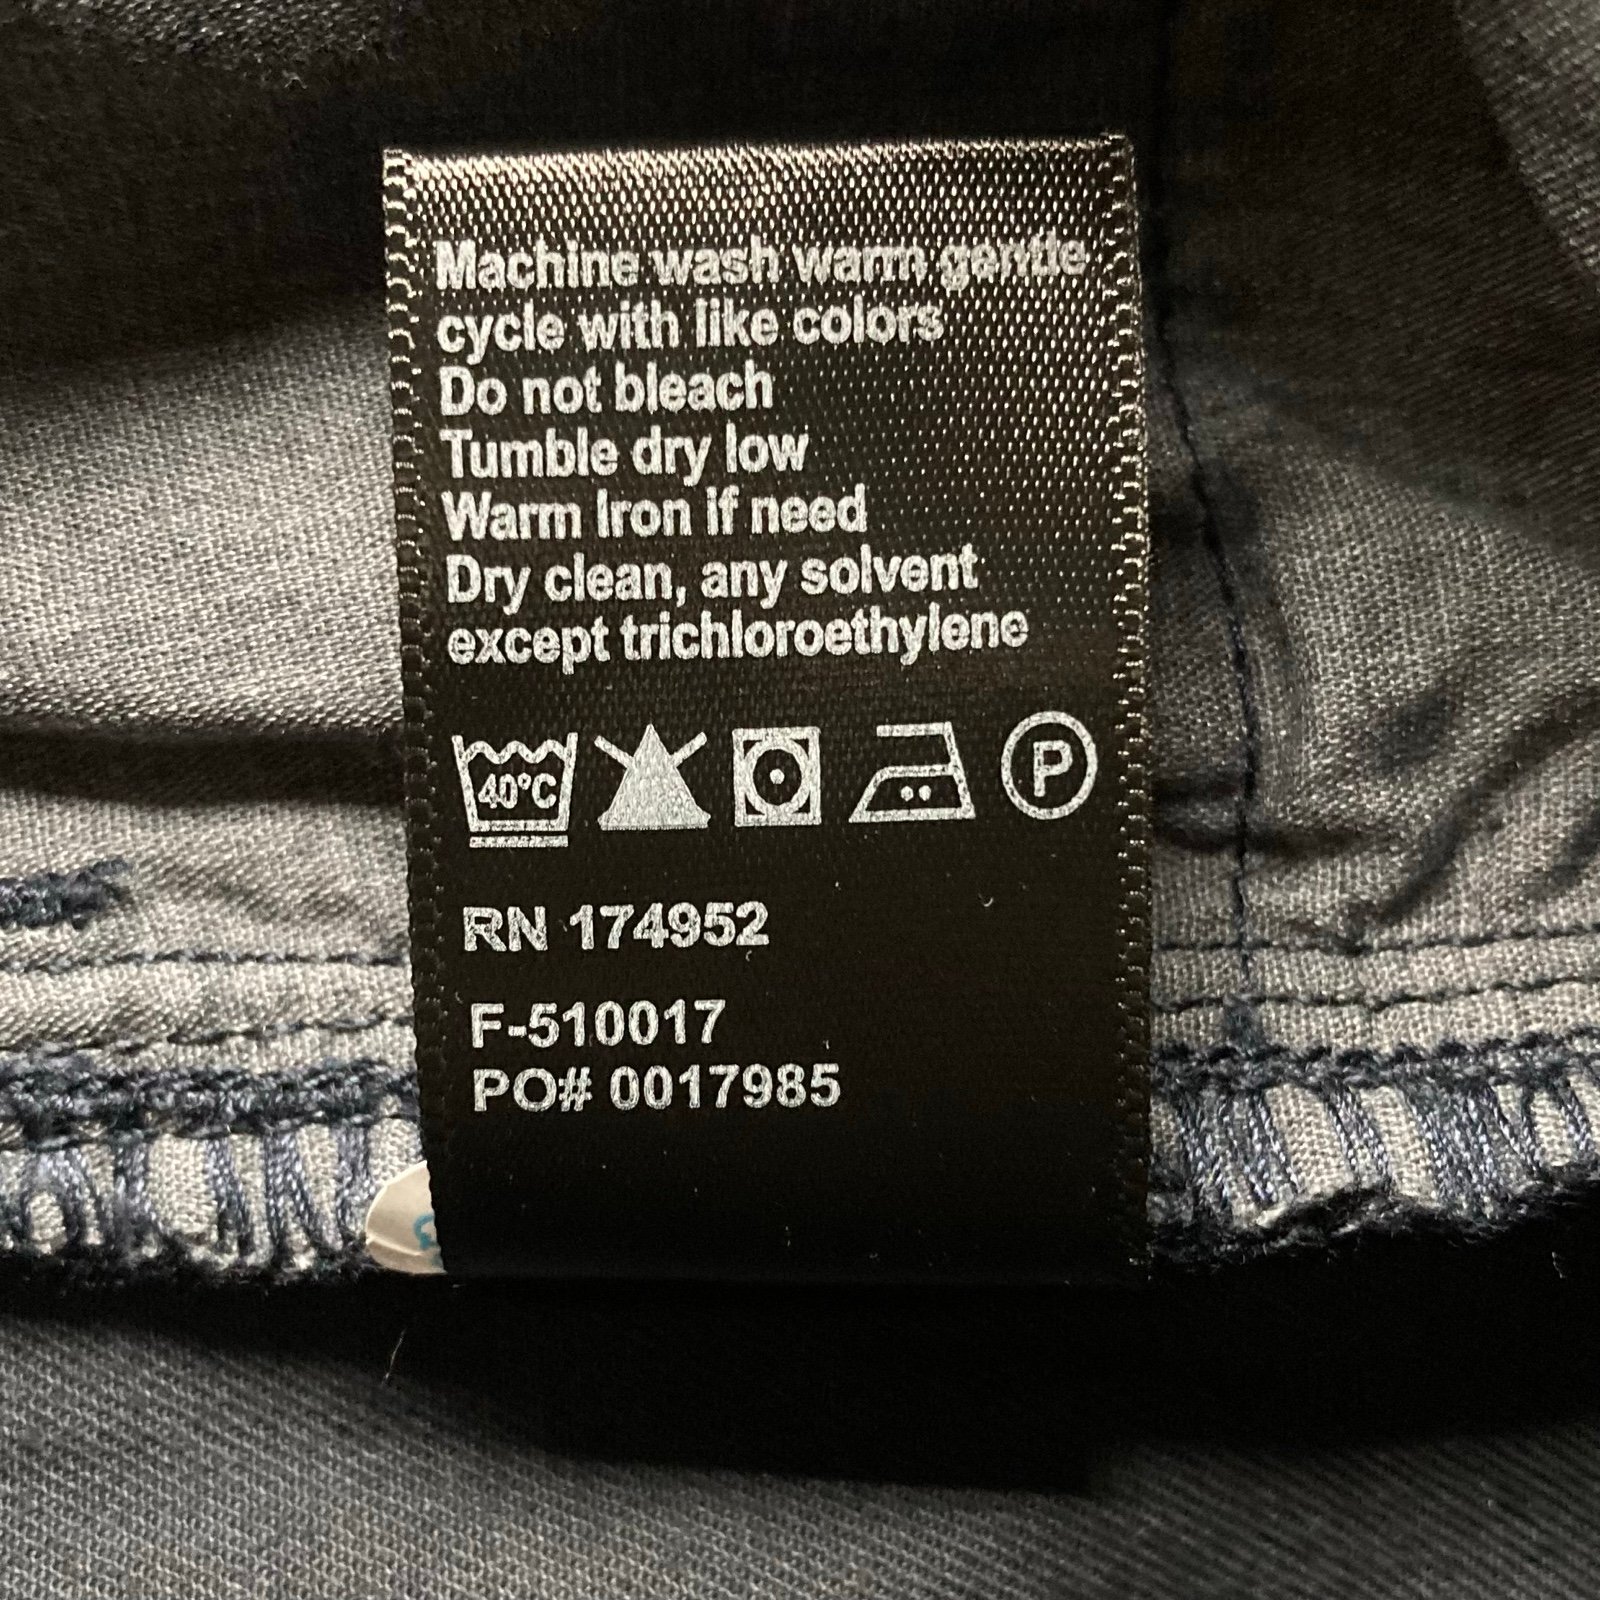 Machine wash warm gentle
cycle with like colors
Do not bleach
Tumble dry low
Warm Iron if need
Dry clean, any solvent
except trichloroethylene
40°C
P
RN 174952
F-510017
PO# 0017985